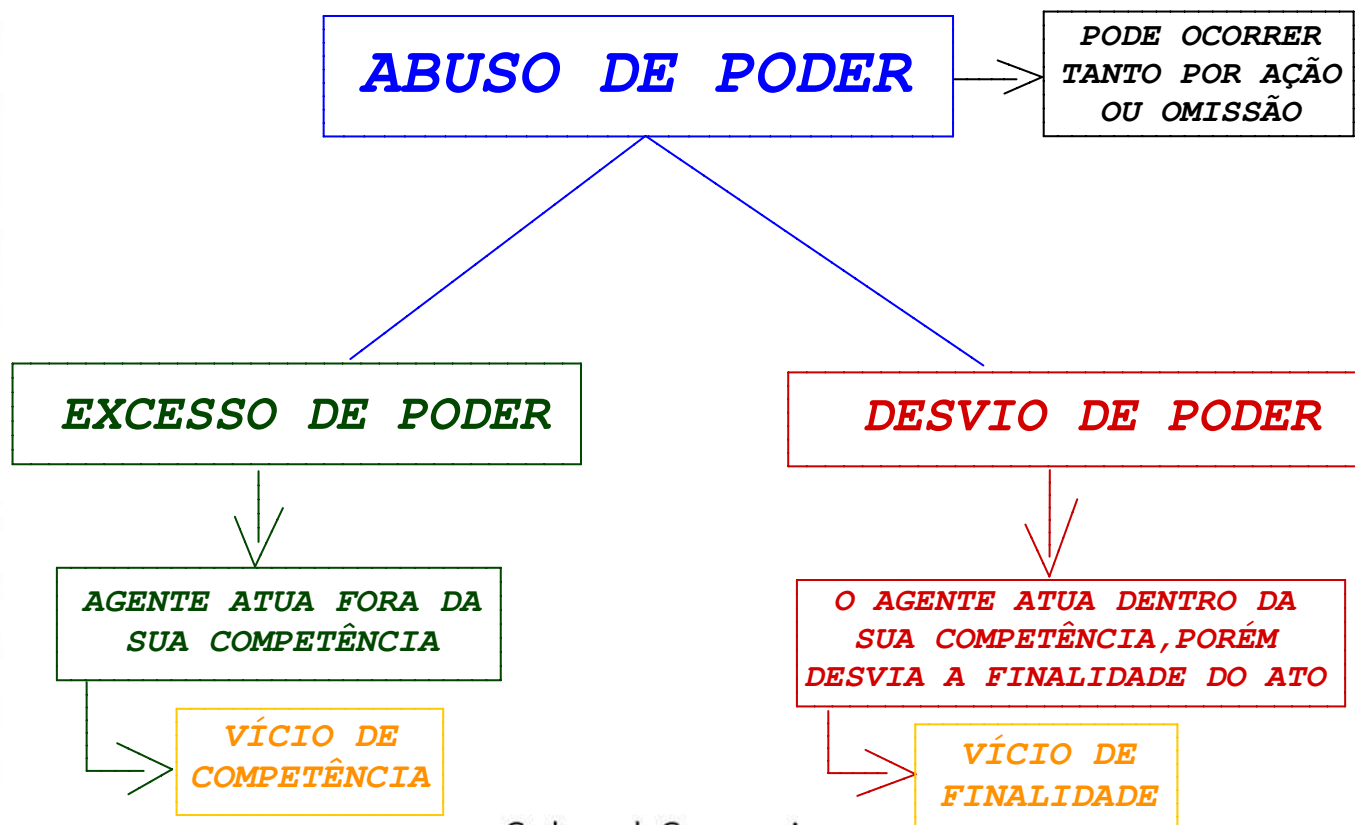 ABUSO DE PODER
PODE OCORRER
TANTO POR AÇÃO
OU OMISSÃO
EXCESSO DE PODER
DESVIO DE PODER
AGENTE ATUA FORA DA
SUA COMPETÊNCIA
O AGENTE ATUA DENTRO DA
SUA COMPETÊNCIA,PORÉM
DESVIA A FINALIDADE DO ATO
VÍCIO DE
COMPETÊNCIA
VÍCIO DE
FINALIDADE